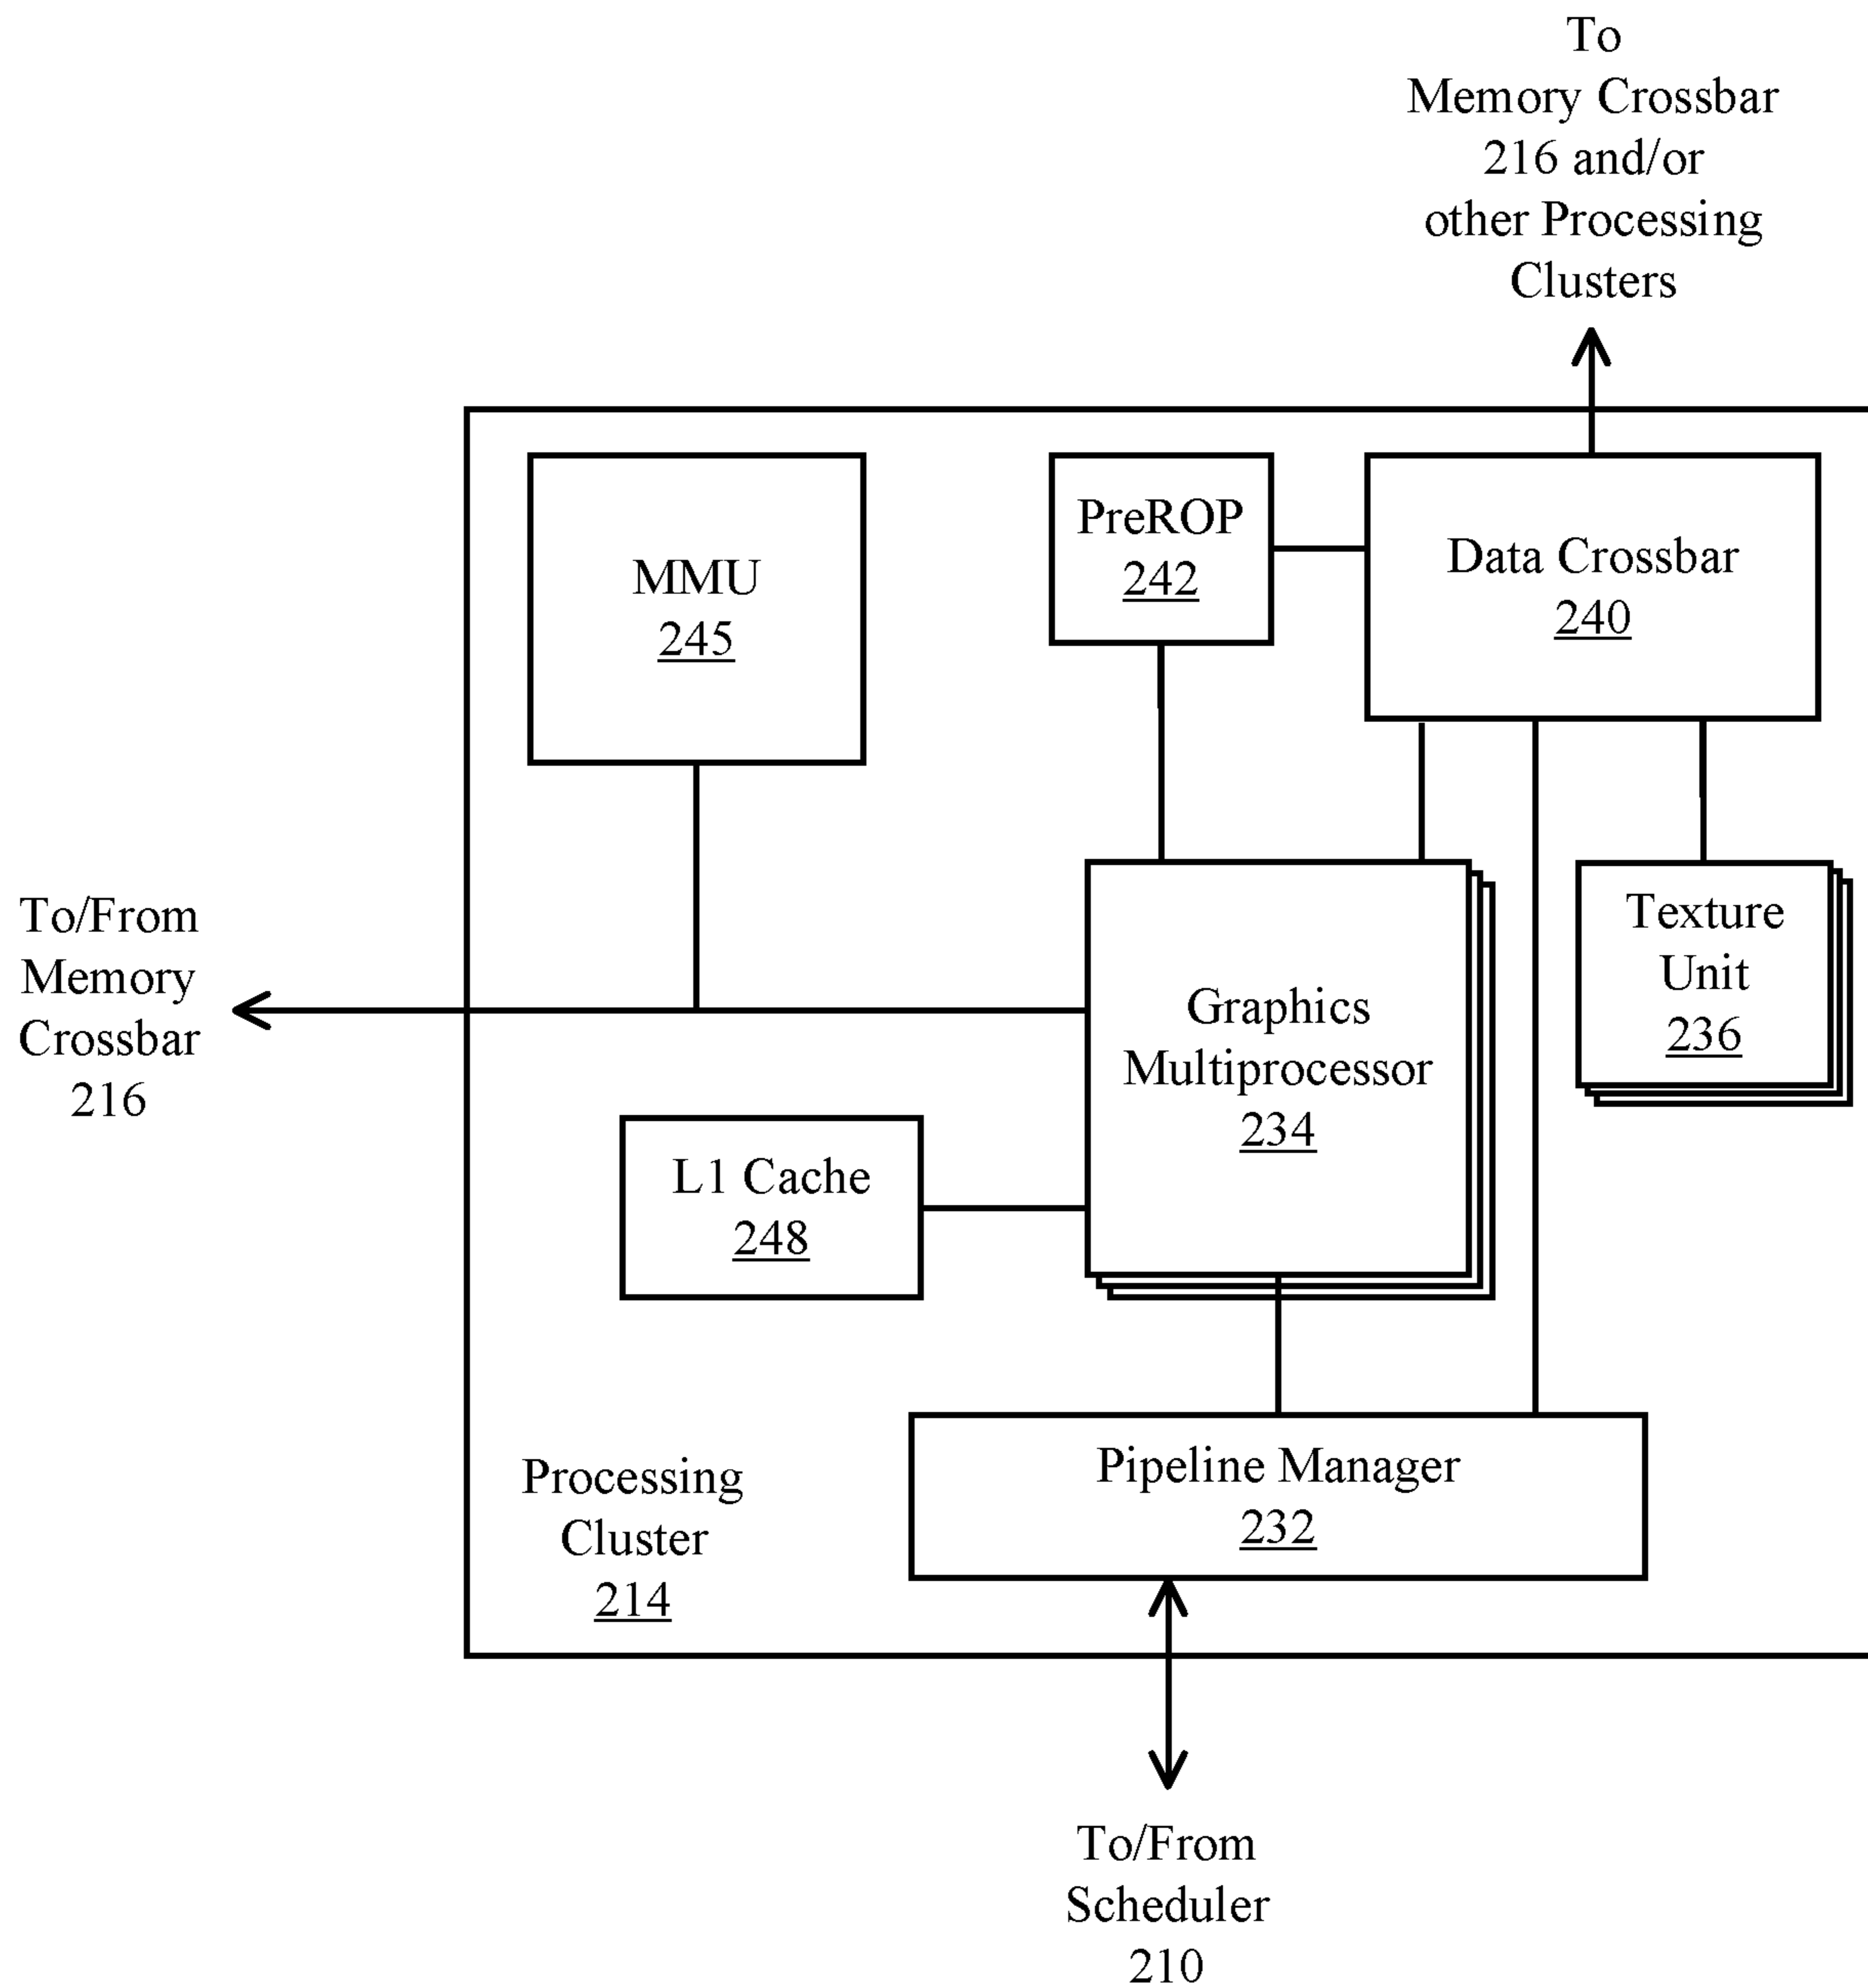 To
Memory Crossbar
216 and/or
other Processing
Clusters
MMU
245
PreROP
242
Data Crossbar
240
To/From
Memory
Crossbar
216
Graphics
Multiprocessor
234
Texture
Unit
236
L1 Cache
248
Processing
Cluster
214
Pipeline Manager
232
To/From
Scheduler
210